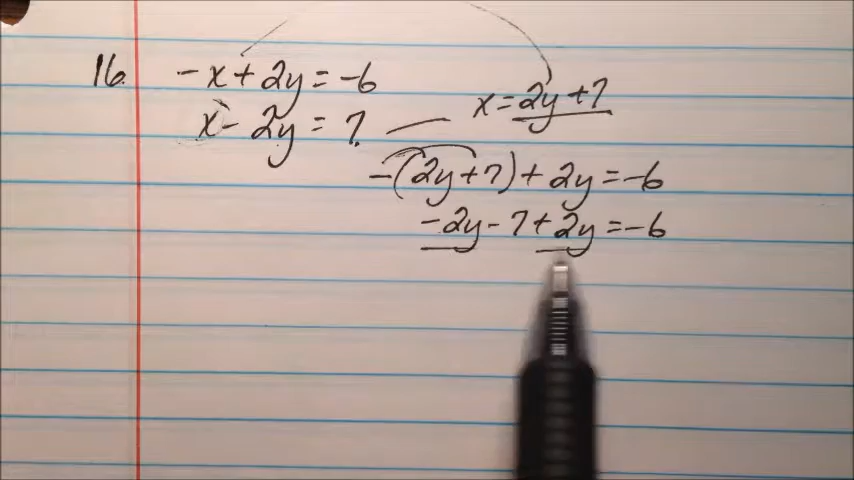 16. -x + 2y = -6
x - 2y = 7
x = 2y + 7
-(2y + 7) + 2y = -6
-2y - 7 + 2y = -6